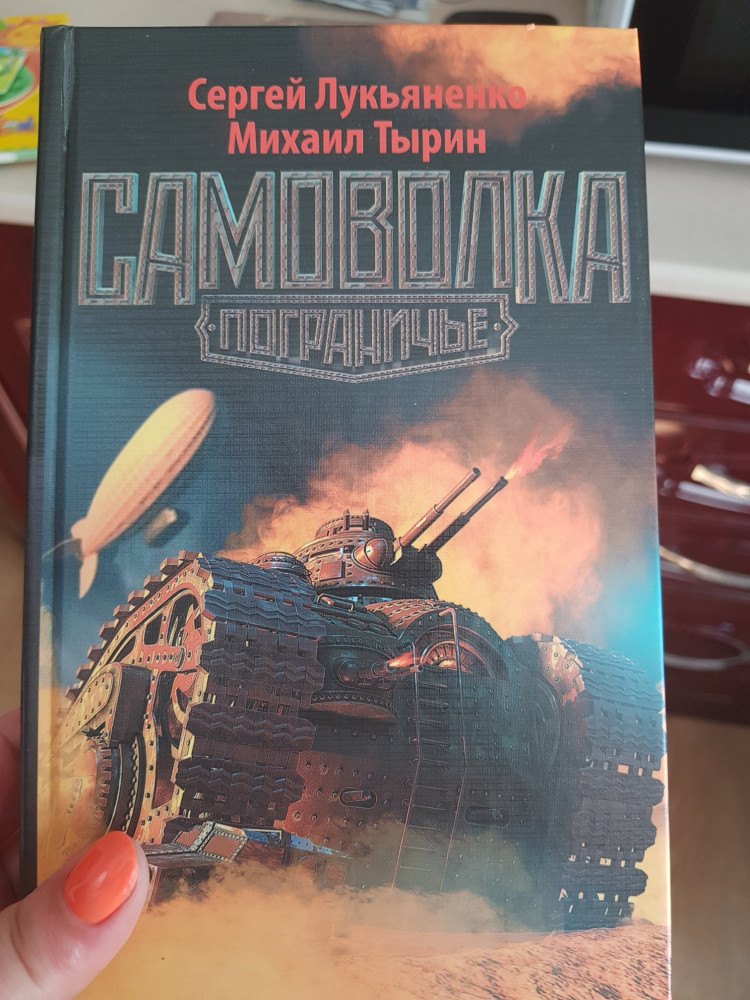 Сергей Лукьяненко
Михаил Тырин
САМОВОЛКА
ПОГРАНИЧЬЕ